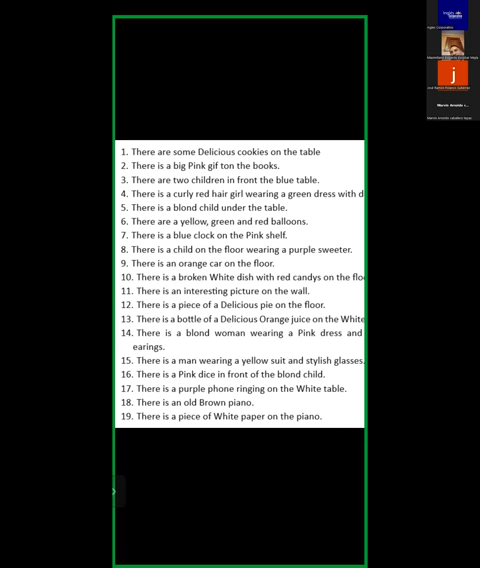 1. There are some Delicious cookies on the table
2. There is a big Pink gif ton the books.
3. There are two children in front the blue table.
4. There is a curly red hair girl wearing a green dress with d
5. There is a blond child under the table.
6. There are a yellow, green and red balloons.
7. There is a blue clock on the Pink shelf.
8. There is a child on the floor wearing a purple sweeter.
9. There is an orange car on the floor.
10. There is a broken White dish with red candys on the flo
11. There is an interesting picture on the wall.
12. There is a piece of a Delicious pie on the floor.
13. There is a bottle of a Delicious Orange juice on the White
14. There is a blond woman wearing a Pink dress and
earings.
15. There is a man wearing a yellow suit and stylish glasses.
16. There is a Pink dice in front of the blond child.
17. There is a purple phone ringing on the White table.
18. There is an old Brown piano.
19. There is a piece of White paper on the piano.
j